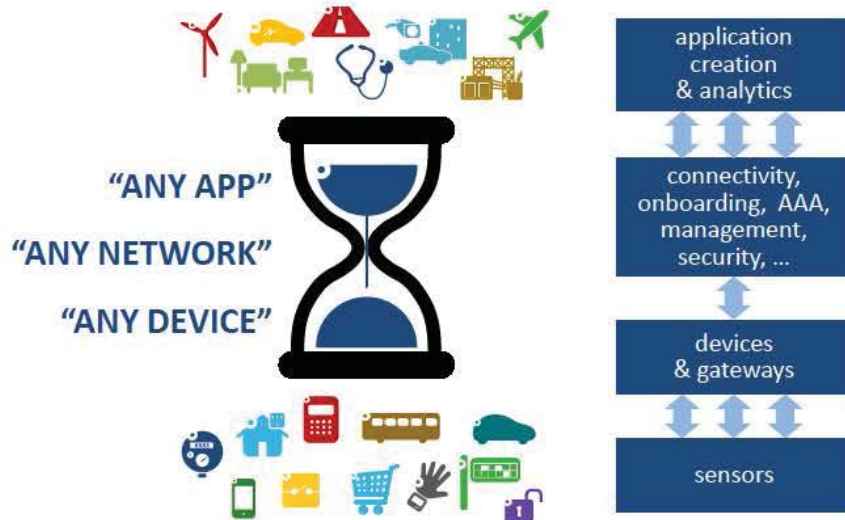 “ANY APP”
“ANY NETWORK”
“ANY DEVICE”
application
creation
& analytics
connectivity,
onboarding, AAA,
management,
security, ...
devices
& gateways
sensors